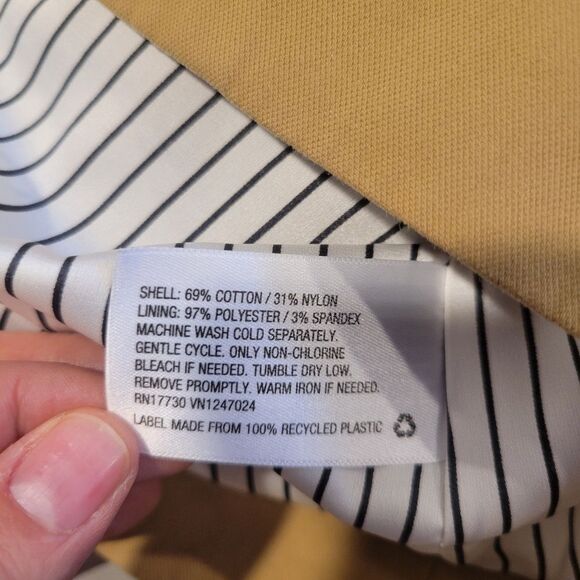 SHELL: 69% COTTON / 31% NYLON
LINING: 97% POLYESTER / 3% SPANDEX
MACHINE WASH COLD SEPARATELY.
GENTLE CYCLE. ONLY NON-CHLORINE
BLEACH IF NEEDED. TUMBLE DRY LOW.
REMOVE PROMPTLY. WARM IRON IF NEEDED.
RN17730 VN1247024
LABEL MADE FROM 100% RECYCLED PLASTIC